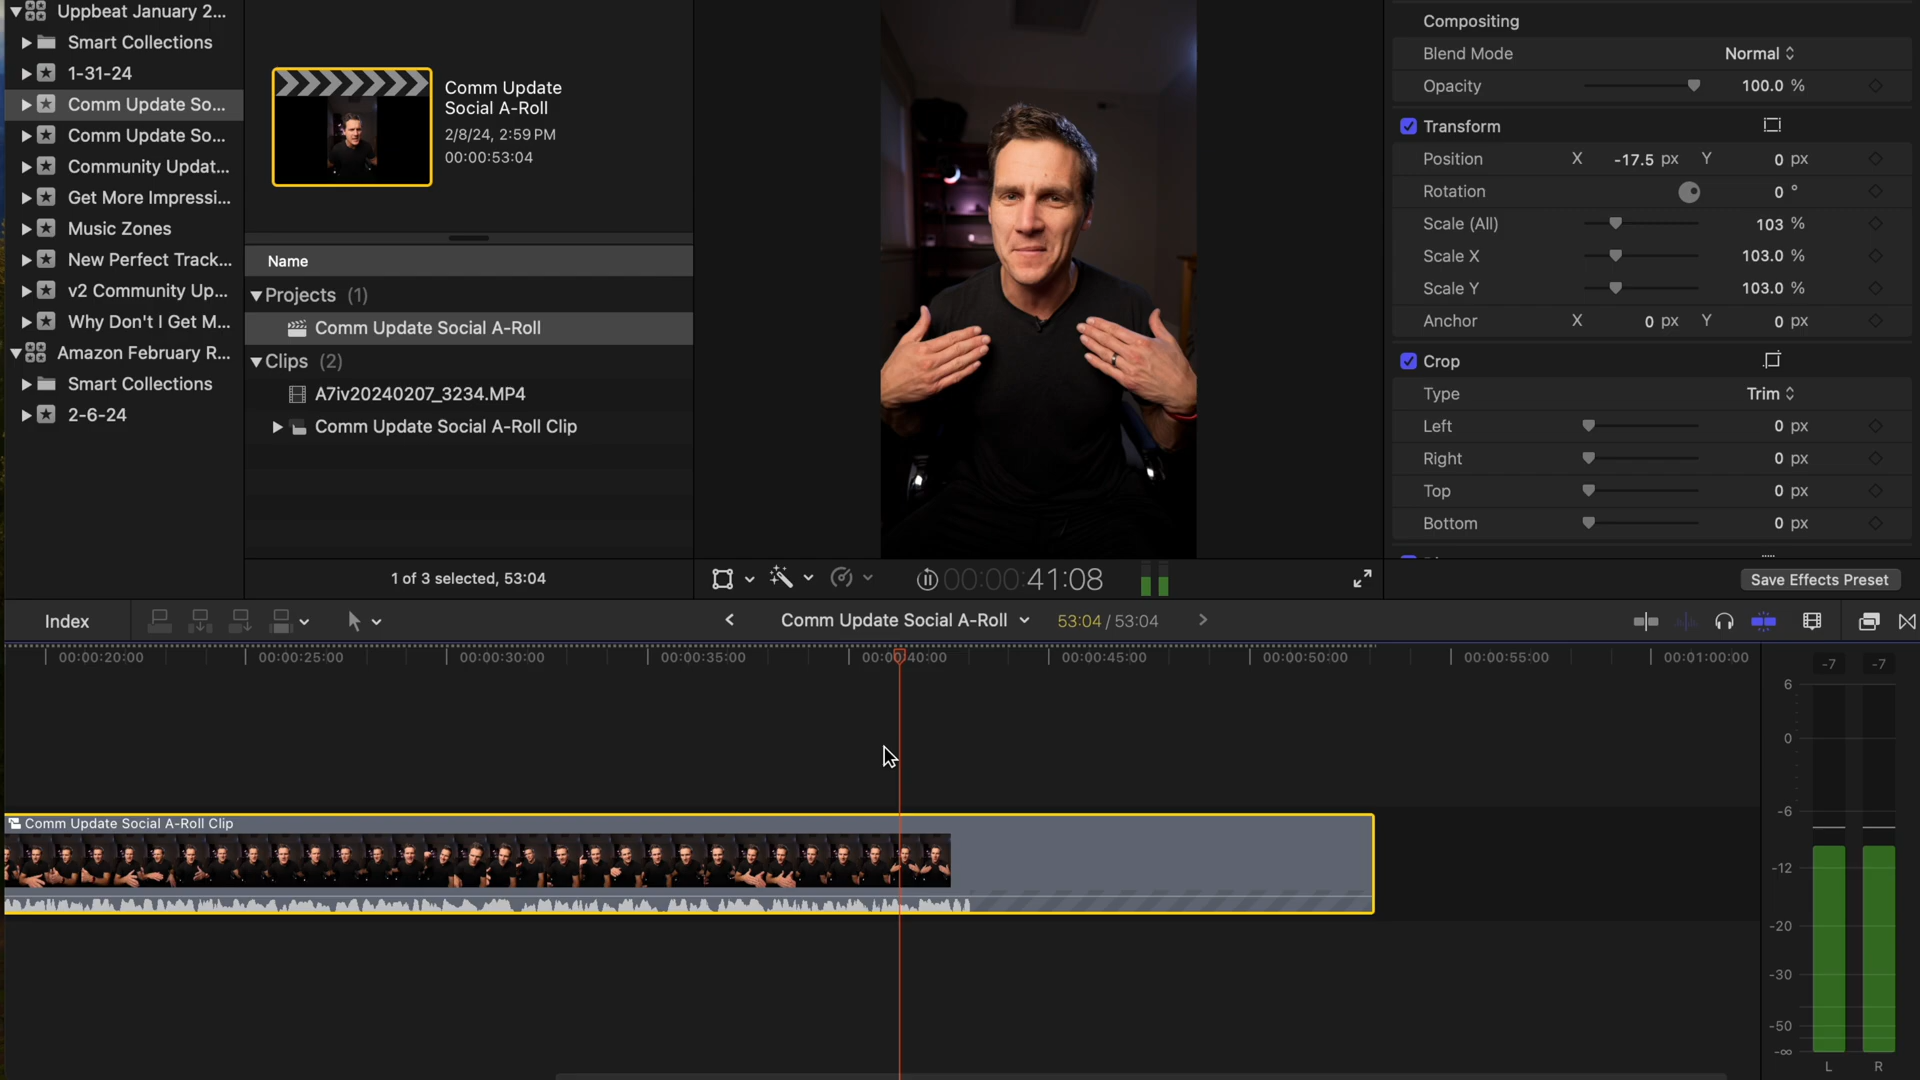 Uppbeat January 2...
Smart Collections
1-31-24
Comm Update So...
Comm Update So...
Community Updat...
Get More Impressi...
Music Zones
New Perfect Track...
v2 Community Up...
Why Don't I Get M...
Amazon February R...
Smart Collections
2-6-24
Comm Update
Social A-Roll
2/8/24, 2:59 PM
00:00:53:04
Name
Projects (1)
Comm Update Social A-Roll
Clips (2)
A7iv20240207_3234.MP4
Comm Update Social A-Roll Clip
1 of 3 selected, 53:04
00:00:41:08
Compositing
Blend Mode Normal
Opacity 100.0 %
Transform
Position X -17.5 px Y 0 px
Rotation 0 °
Scale (All) 103 %
Scale X 103.0 %
Scale Y 103.0 %
Anchor X 0 px Y 0 px
Crop
Type Trim
Left 0 px
Right 0 px
Top 0 px
Bottom 0 px
Save Effects Preset
Index
Comm Update Social A-Roll 53:04 / 53:04
00:00:20:00 00:00:25:00 00:00:30:00 00:00:35:00 00:00:40:00 00:00:45:00 00:00:50:00 00:00:55:00 00:01:00:00
Comm Update Social A-Roll Clip
-7 -7
6
0
-6
-12
-20
-30
-50
-∞
L R